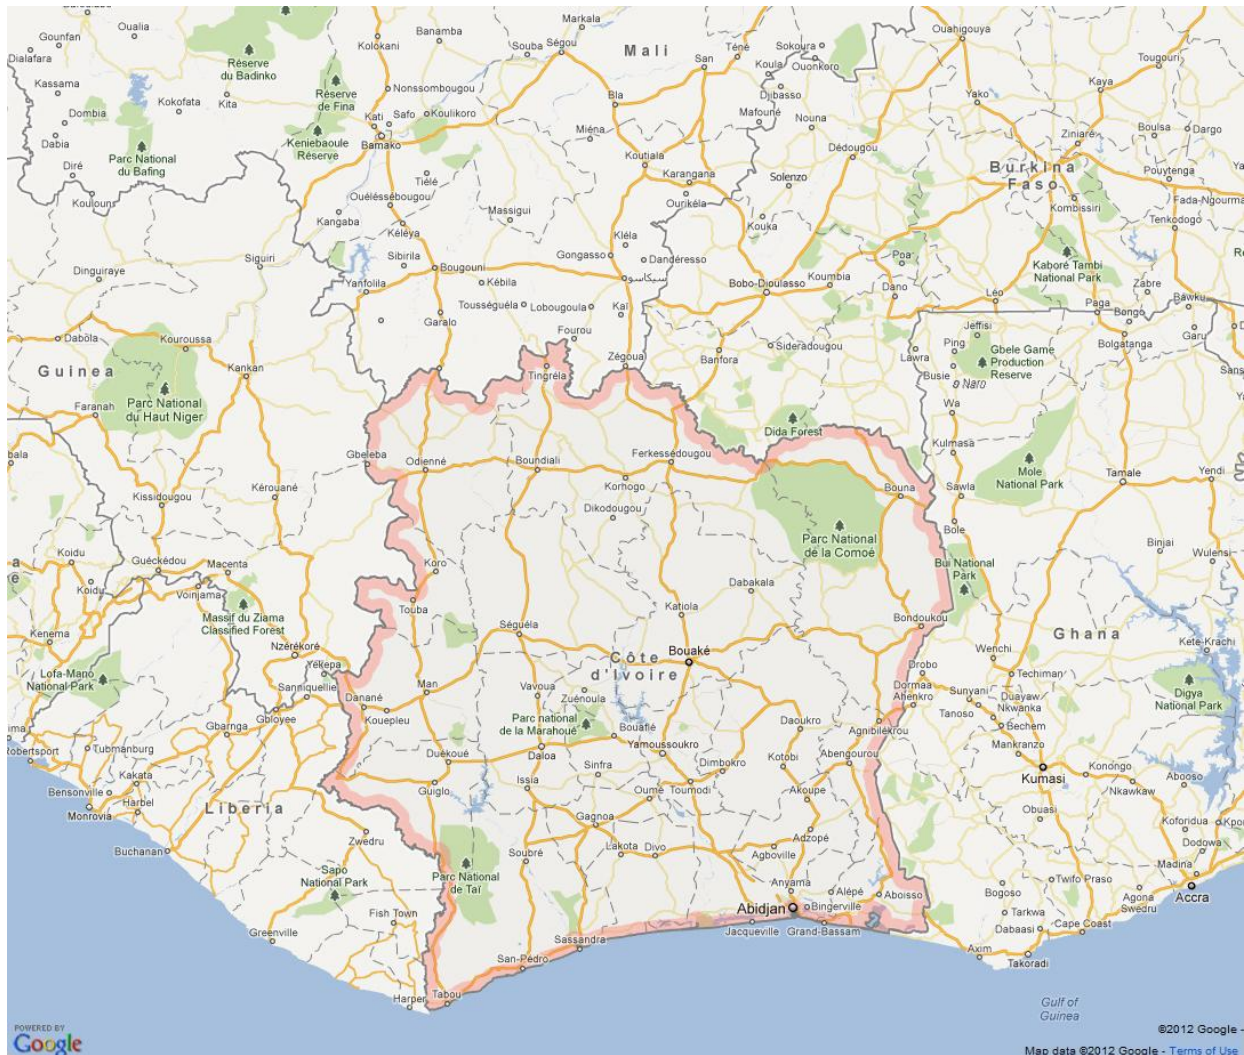 Oualia
Banamba
Markala
Gounfan
Dialafara
Kolokani
Souba
Ségou
Mali
Téné
Sokoura
Ouonkoro
Ouahigouya
Réserve
du Badinko
San
Koula
Tougouri
Kassama
Kokofata
Kita
Réserve
de Fina
Nonssombougou
Bla
Djibasso
Yako
Kaya
Dombia
Kati
Safo
Koulikoro
Mafouné
Nouna
Ziniaré
Boulsa
Dargo
Dabia
Keniebaoule
Réserve
Bamako
Miéna
Dédougou
Parc National
du Bafing
Diré
Koutiala
Burkina
Faso
Pouytenga
Tiélé
Karangana
Solenzo
Fada-Ngourma
Kouloun
Ouéléssébougou
Ourikéla
Kombissiri
Kangaba
Massigui
Kouka
Tenkodogo
Kéleya
Kléla
Siguiri
Sibirila
Gongasso
Dandéresso
Poa
Kaboré Tambi
National Park
Dinguiraye
Bougouni
Koumbia
Yanfolila
Kébila
سيكاسو
Bobo-Dioulasso
Dano
Léo
Zabre
Tousséguéla
Lobougoula
Kaï
Paga
Bawku
Garalo
Jeffisi
Bongo
Dabola
Kouroussa
Fourou
Sideradougou
Ping
Gbele Game
Production
Reserve
Bolgatanga
Garu
Guinea
Kankan
Tingréla
Zégoua
Banfora
Lawra
Busie
Naro
Parc National
du Haut Niger
Faranah
Wa
Dida Forest
Gbeleba
Kulmasa
Ferkessédougou
Odienné
Boundiali
Korhogo
Mole
National Park
Tamale
Yendi
Kissidougou
Kérouané
Bouna
Sawla
Dikodougou
Bole
Parc National
de la Comoé
Binjai
Wulensi
Koidu
Guéckédou
Macenta
Koro
Bui National
Park
Koidu
Voinjama
Dabakala
Massif du Ziama
Classified Forest
Touba
Katiola
Kenema
Séguéla
Bondoukou
Ghana
Nzérékoré
Bouaké
Wenchi
Kete-Krachi
Lofa-Mano
National Park
Yekepa
Côte
d'Ivoire
Drobo
Techiman
Sanniquellie
Danané
Man
Vavoua
Zuénoula
Dormaa
Ahenkro
Sunyani
Duayaw
Nkwanka
Digya
National Park
Gbloyee
Kouepleu
Parc national
de la Marahoué
Daoukro
Tanoso
Bechem
Gbarnga
Bouaflé
Agnibilékrou
Tubmanburg
Duékoué
Daloa
Yamoussoukro
Kotobi
Abengourou
Mankranzo
Robertsport
Kakata
Issia
Sinfra
Dimbokro
Kumasi
Konongo
Abooso
Bensonville
Harbel
Guiglo
Oumé
Toumodi
Akoupe
Nkawkaw
Monrovia
Liberia
Gagnoa
Obuasi
Zwedru
Adzopé
Koforidua
Buchanan
Soubré
Lakota
Divo
Agboville
Dodowa
Sapo
National Park
Parc National
de Taï
Anyama
Alépé
Madina
Bogoso
Twifo Praso
Abidjan
Bingerville
Aboisso
Agona
Swedru
Accra
Fish Town
Tarkwa
Cape Coast
Greenville
Jacqueville
Grand-Bassam
Dabaasi
Sassandra
Axim
San-Pédro
Takoradi
Harper
Tabou
Gulf of
Guinea
POWERED BY
Google
©2012 Google -
Map data ©2012 Google - Terms of Use